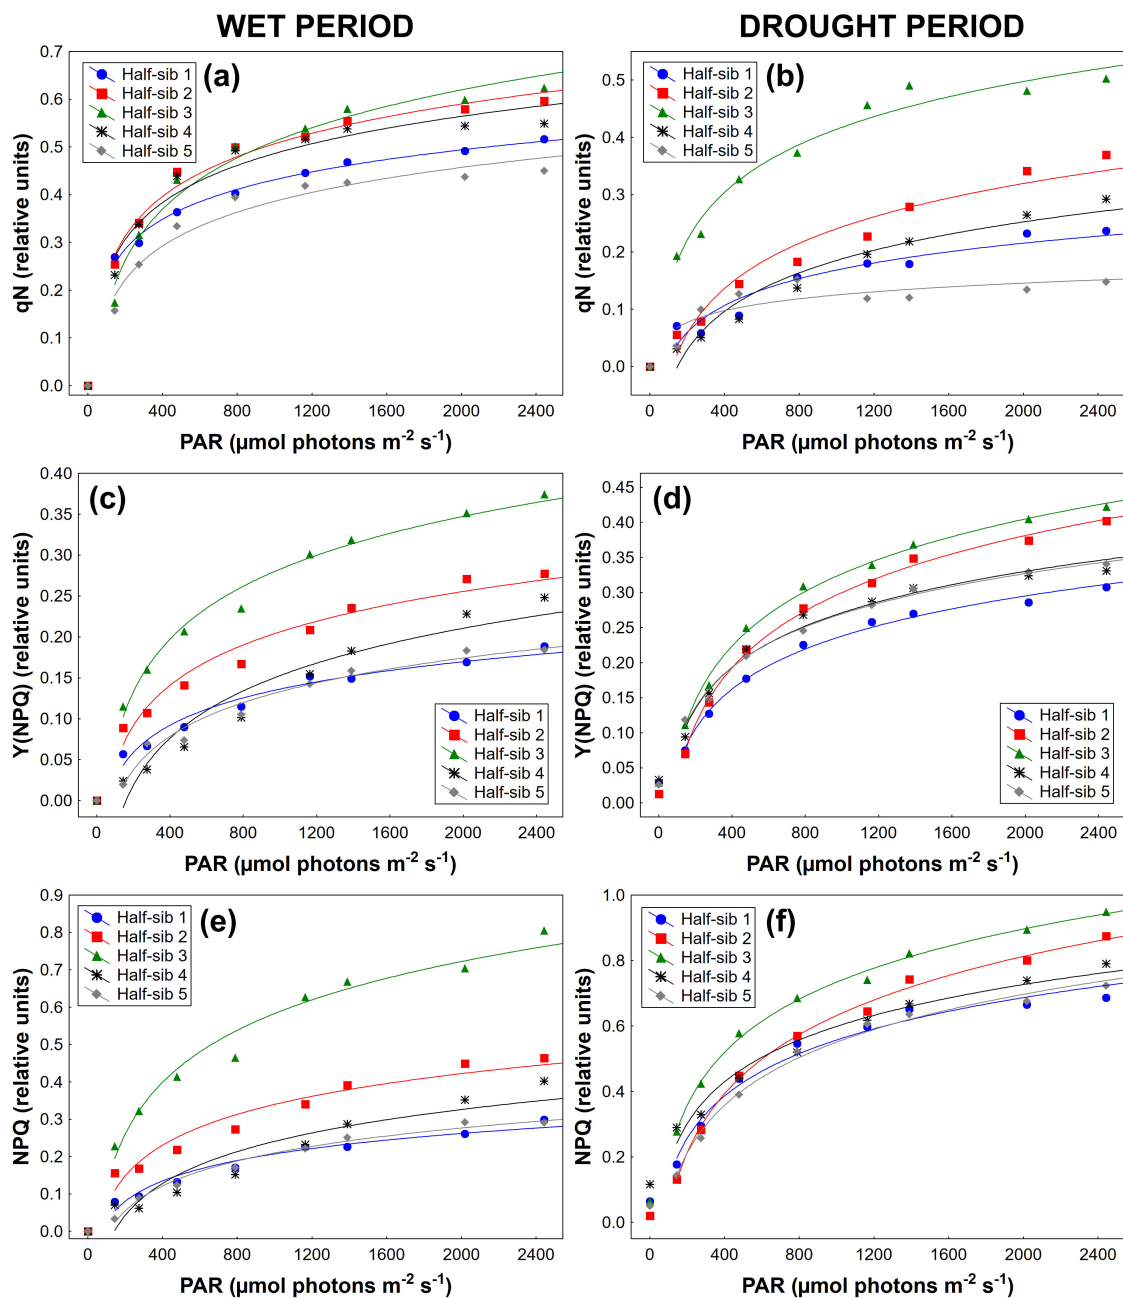 WET PERIOD
DROUGHT PERIOD
(a)
Half-sib 1
Half-sib 2
Half-sib 3
Half-sib 4
Half-sib 5
qN (relative units)
0.7
0.6
0.5
0.4
0.3
0.2
0.1
0.0
0 400 800 1200 1600 2000 2400
PAR (µmol photons m⁻² s⁻¹)
(b)
Half-sib 1
Half-sib 2
Half-sib 3
Half-sib 4
Half-sib 5
qN (relative units)
0.5
0.4
0.3
0.2
0.1
0.0
0 400 800 1200 1600 2000 2400
PAR (µmol photons m⁻² s⁻¹)
(c)
Half-sib 1
Half-sib 2
Half-sib 3
Half-sib 4
Half-sib 5
Y(NPQ) (relative units)
0.40
0.35
0.30
0.25
0.20
0.15
0.10
0.05
0.00
0 400 800 1200 1600 2000 2400
PAR (µmol photons m⁻² s⁻¹)
(d)
Half-sib 1
Half-sib 2
Half-sib 3
Half-sib 4
Half-sib 5
Y(NPQ) (relative units)
0.45
0.40
0.35
0.30
0.25
0.20
0.15
0.10
0.05
0.00
0 400 800 1200 1600 2000 2400
PAR (µmol photons m⁻² s⁻¹)
(e)
Half-sib 1
Half-sib 2
Half-sib 3
Half-sib 4
Half-sib 5
NPQ (relative units)
0.9
0.8
0.7
0.6
0.5
0.4
0.3
0.2
0.1
0.0
0 400 800 1200 1600 2000 2400
PAR (µmol photons m⁻² s⁻¹)
(f)
Half-sib 1
Half-sib 2
Half-sib 3
Half-sib 4
Half-sib 5
NPQ (relative units)
1.0
0.8
0.6
0.4
0.2
0.0
0 400 800 1200 1600 2000 2400
PAR (µmol photons m⁻² s⁻¹)